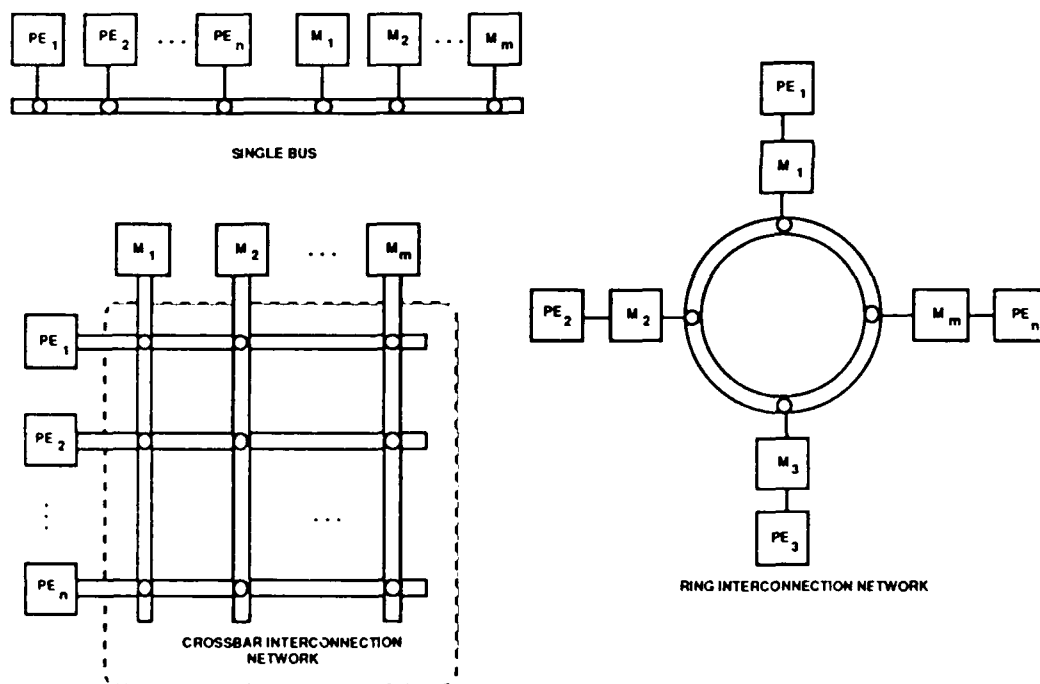 PE1 PE2 ... PEn M1 M2 ... Mm
SINGLE BUS
M1 M2 ... Mm
PE1
PE2
...
PEn
...
CROSSBAR INTERCONNECTION
NETWORK
PE1
M1
PE2 M2 Mm PEn
M3
PE3
RING INTERCONNECTION NETWORK